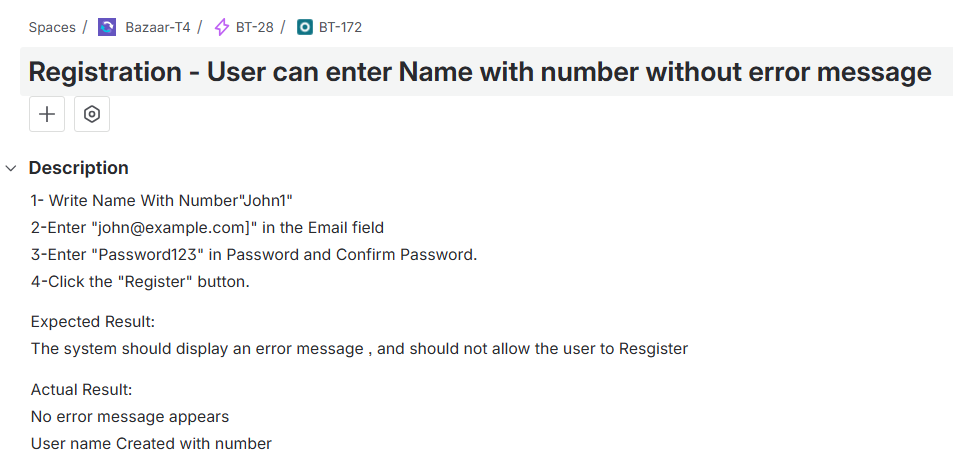 Spaces / Bazaar-T4 / BT-28 / BT-172
Registration - User can enter Name with number without error message
Description
1- Write Name With Number"John1"
2-Enter "john@example.com]" in the Email field
3-Enter "Password123" in Password and Confirm Password.
4-Click the "Register" button.
Expected Result:
The system should display an error message , and should not allow the user to Resgister
Actual Result:
No error message appears
User name Created with number